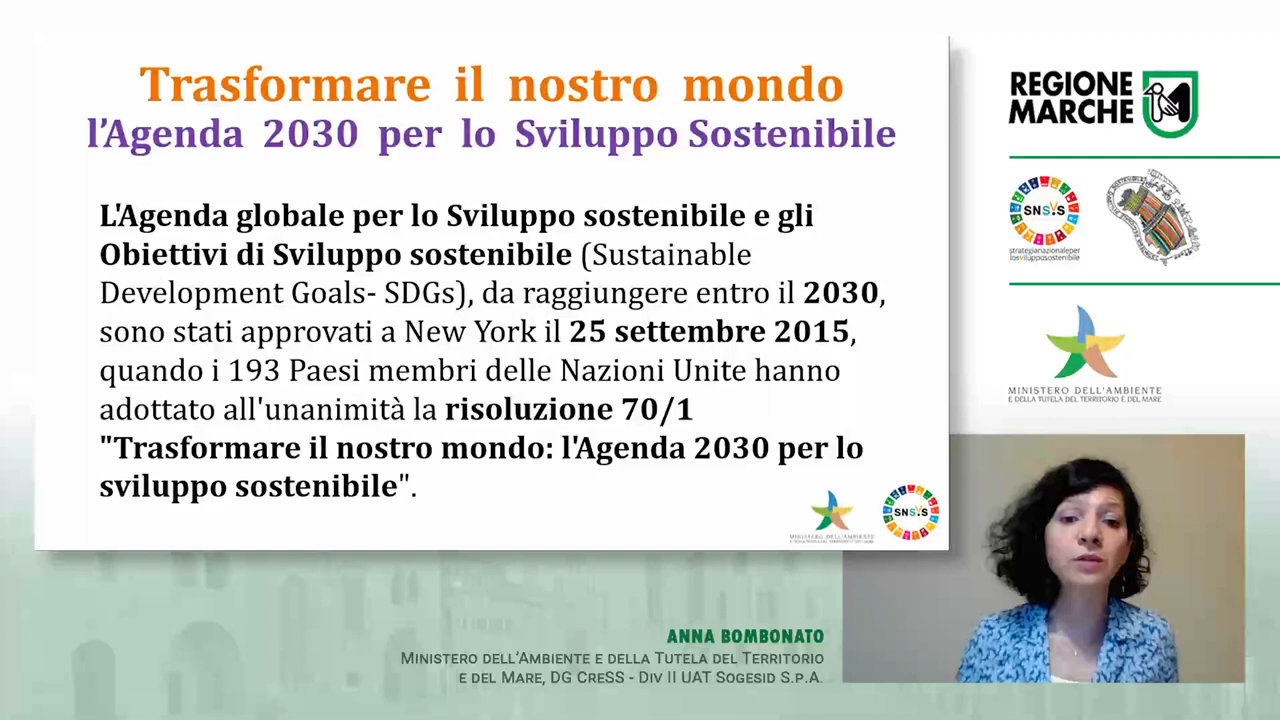 Trasformare il nostro mondo
l’Agenda 2030 per lo Sviluppo Sostenibile
L'Agenda globale per lo Sviluppo sostenibile e gli
Obiettivi di Sviluppo sostenibile (Sustainable
Development Goals- SDGs), da raggiungere entro il 2030,
sono stati approvati a New York il 25 settembre 2015,
quando i 193 Paesi membri delle Nazioni Unite hanno
adottato all'unanimità la risoluzione 70/1
"Trasformare il nostro mondo: l'Agenda 2030 per lo
sviluppo sostenibile".
MINISTERO DELL'AMBIENTE
SNSVS
REGIONE
MARCHE
SNSVS
strategianazionaleper
losvilupposostenibile
MINISTERO DELL'AMBIENTE
E DELLA TUTELA DEL TERRITORIO E DEL MARE
ANNA BOMBONATO
MINISTERO DELL'AMBIENTE E DELLA TUTELA DEL TERRITORIO
E DEL MARE, DG CRESS - DIV II UAT SOGESID S.P.A.